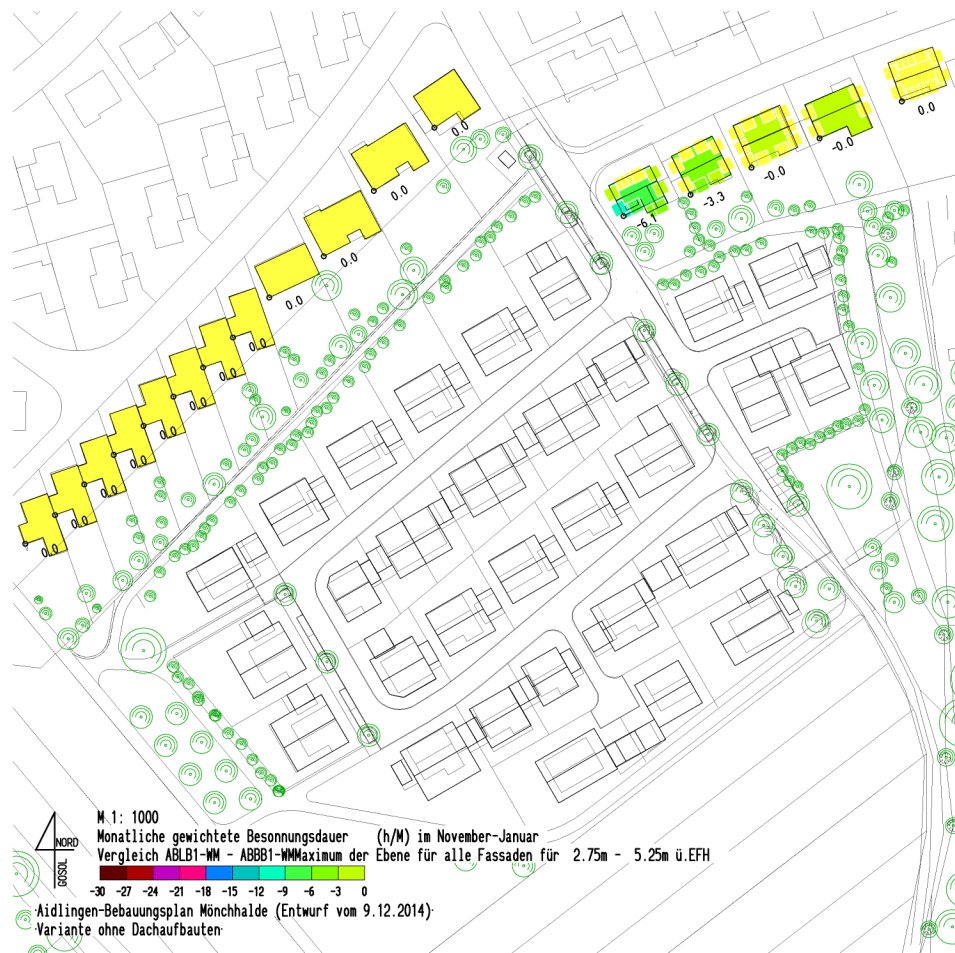 0.0
0.0
0.0
0.0
0.0
-0.0
-0.0
-3.3
-6.1
0.0
0.0
0.0
0.0
0.0
0.0
0.0
M 1: 1000
Monatliche gewichtete Besonnungsdauer (h/M) im November-Januar
NORD
Vergleich ABLB1-WM - ABBB1-WMMaximum der Ebene für alle Fassaden für 2.75m - 5.25m ü.EFH
GOSOL
-30 -27 -24 -21 -18 -15 -12 -9 -6 -3 0
Aidlingen-Bebauungsplan Mönchhalde (Entwurf vom 9.12.2014)
Variante ohne Dachaufbauten